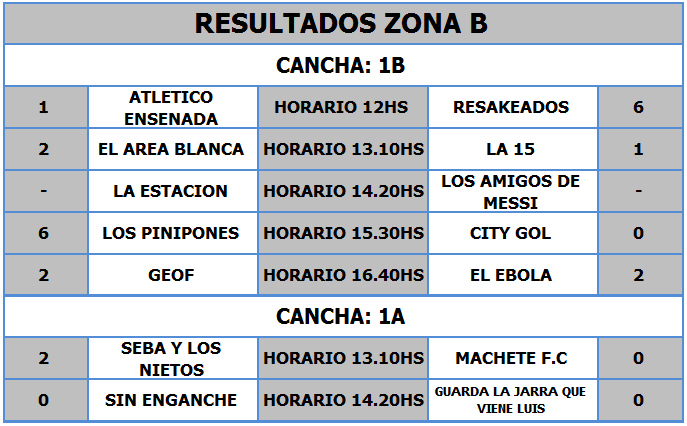 RESULTADOS ZONA B
CANCHA: 1B
1 ATLETICO ENSENADA HORARIO 12HS RESAKEADOS 6
2 EL AREA BLANCA HORARIO 13.10HS LA 15 1
- LA ESTACION HORARIO 14.20HS LOS AMIGOS DE MESSI -
6 LOS PINIPONES HORARIO 15.30HS CITY GOL 0
2 GEOF HORARIO 16.40HS EL EBOLA 2
CANCHA: 1A
2 SEBA Y LOS NIETOS HORARIO 13.10HS MACHETE F.C 0
0 SIN ENGANCHE HORARIO 14.20HS GUARDA LA JARRA QUE VIENE LUIS 0